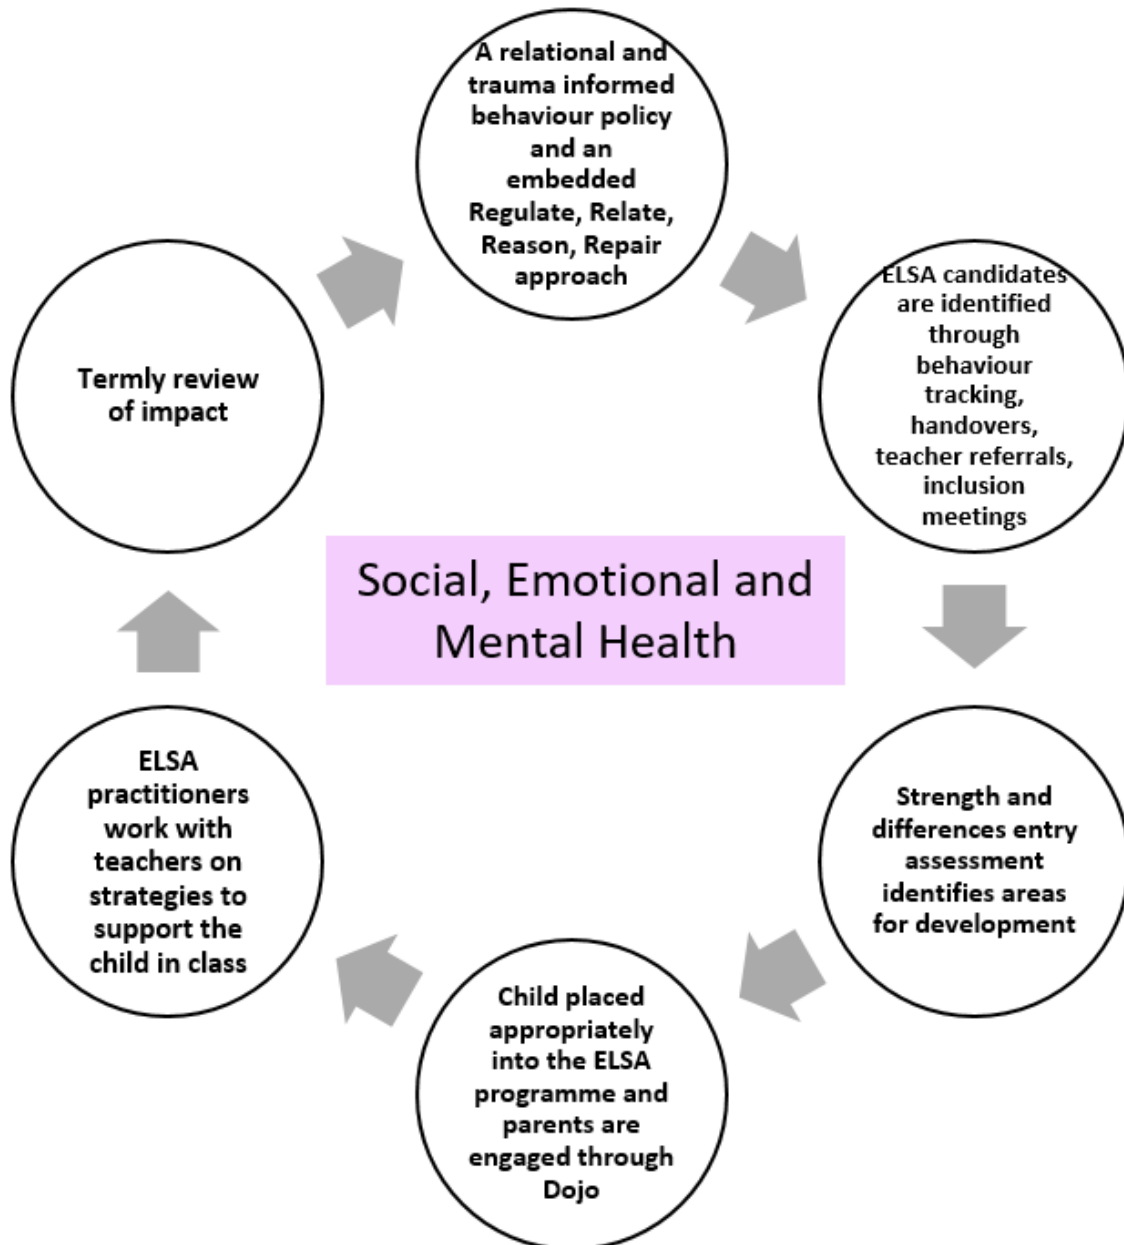 A relational and
trauma informed
behaviour policy
and an
embedded
Regulate, Relate,
Reason, Repair
approach
ELSA candidates
are identified
through
behaviour
tracking,
handovers,
teacher referrals,
inclusion
meetings
Strength and
differences entry
assessment
identifies areas
for development
Child placed
appropriately
into the ELSA
programme and
parents are
engaged through
Dojo
ELSA
practitioners
work with
teachers on
strategies to
support the
child in class
Termly review
of impact
Social, Emotional and
Mental Health